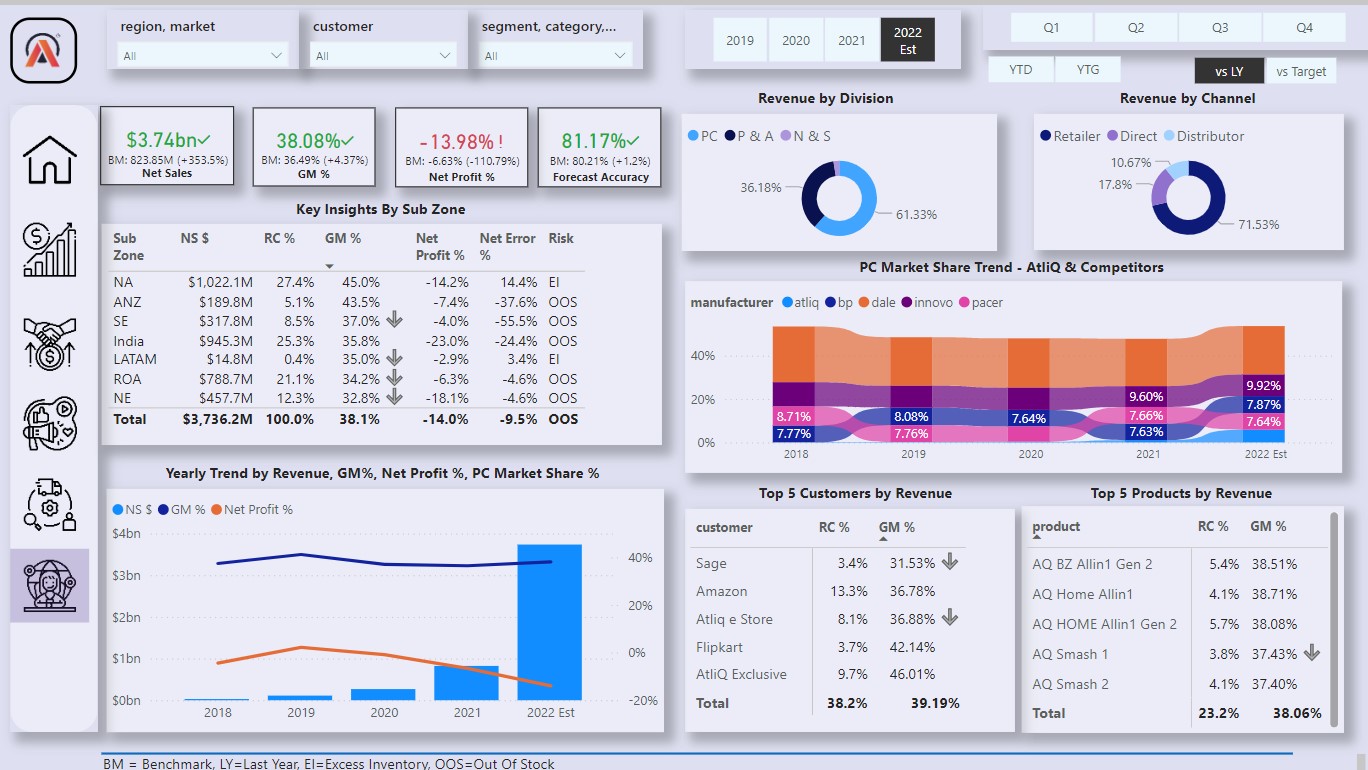 region, market
customer
segment, category,...
All
All
All
2019
2020
2021
2022
Est
Q1
Q2
Q3
Q4
YTD
YTG
vs LY
vs Target
$3.74bn✓
BM: 823.85M (+353.5%)
Net Sales
38.08%✓
BM: 36.49% (+4.37%)
GM %
-13.98% !
BM: -6.63% (-110.79%)
Net Profit %
81.17%✓
BM: 80.21% (+1.2%)
Forecast Accuracy
Key Insights By Sub Zone
Sub Zone NS $ RC % GM % Net Profit % Net Error % Risk
NA $1,022.1M 27.4% 45.0% -14.2% 14.4% EI
ANZ $189.8M 5.1% 43.5% -7.4% -37.6% OOS
SE $317.8M 8.5% 37.0% -4.0% -55.5% OOS
India $945.3M 25.3% 35.8% -23.0% -24.4% OOS
LATAM $14.8M 0.4% 35.0% -2.9% 3.4% EI
ROA $788.7M 21.1% 34.2% -6.3% -4.6% OOS
NE $457.7M 12.3% 32.8% -18.1% -4.6% OOS
Total $3,736.2M 100.0% 38.1% -14.0% -9.5% OOS
Revenue by Division
PC P & A N & S
36.18%
61.33%
Revenue by Channel
Retailer Direct Distributor
10.67%
17.8%
71.53%
PC Market Share Trend - AtliQ & Competitors
manufacturer atliq bp dale innovo pacer
40%
20%
0%
8.71%
7.77%
8.08%
7.76%
7.64%
9.60%
7.66%
7.63%
9.92%
7.87%
7.64%
2018 2019 2020 2021 2022 Est
Yearly Trend by Revenue, GM%, Net Profit %, PC Market Share %
NS $ GM % Net Profit %
$4bn
$3bn
$2bn
$1bn
$0bn
40%
20%
0%
-20%
2018 2019 2020 2021 2022 Est
Top 5 Customers by Revenue
customer RC % GM %
Sage 3.4% 31.53%
Amazon 13.3% 36.78%
Atliq e Store 8.1% 36.88%
Flipkart 3.7% 42.14%
AtliQ Exclusive 9.7% 46.01%
Total 38.2% 39.19%
Top 5 Products by Revenue
product RC % GM %
AQ BZ Allin1 Gen 2 5.4% 38.51%
AQ Home Allin1 4.1% 38.71%
AQ HOME Allin1 Gen 2 5.7% 38.08%
AQ Smash 1 3.8% 37.43%
AQ Smash 2 4.1% 37.40%
Total 23.2% 38.06%
BM = Benchmark, LY=Last Year, EI=Excess Inventory, OOS=Out Of Stock